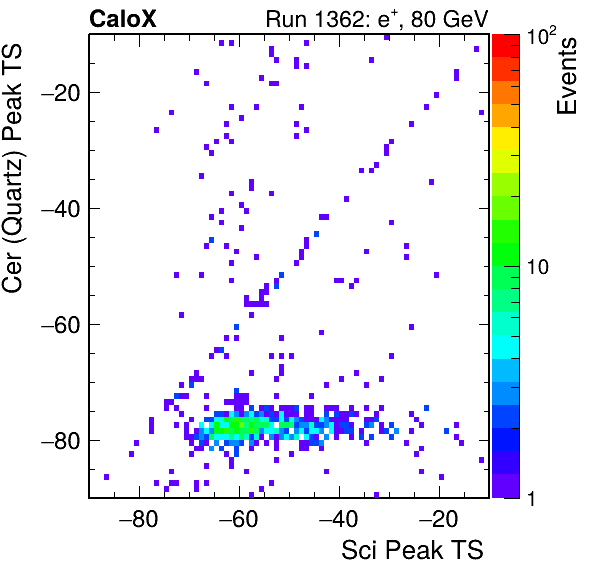 CaloX Run 1362: e⁺, 80 GeV
Cer (Quartz) Peak TS
−20
−40
−60
−80
−80 −60 −40 −20
Sci Peak TS
10²
10
1
Events